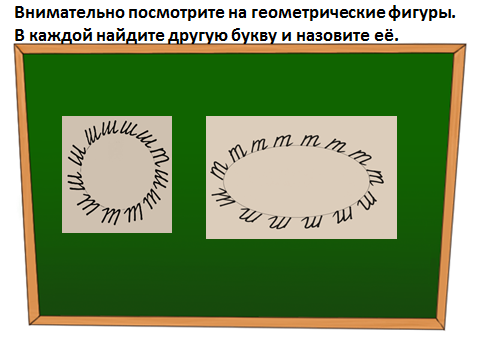 Внимательно посмотрите на геометрические фигуры.
В каждой найдите другую букву и назовите её.
ш ш ш ш ш т ш ш ш ш ш ш ш
т т т т т т т т т т т т т ш